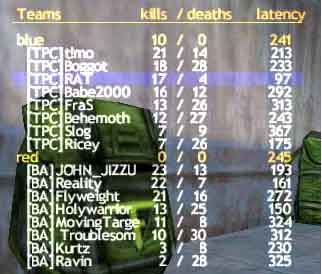 Teams kills / deaths latency
blue 10 / 0 241
[TPC]tImo 21 / 14 213
[TPC]Boggot 18 / 28 233
[TPC]RAT 17 / 4 97
[TPC]Babe2000 16 / 12 292
[TPC]FraS 13 / 26 313
[TPC]Behemoth 12 / 27 243
[TPC]Slog 7 / 9 367
[TPC]Ricey 7 / 26 175
red 0 / 0 245
[BA]JOHN_JIZZU 23 / 13 193
[BA]Reality 22 / 7 161
[BA]Flyweight 21 / 16 272
[BA]Holywarrior 13 / 25 150
[BA]MovingTarge 11 / 25 324
[BA] Troublesom 10 / 30 312
[BA]Kurtz 3 / 8 230
[BA]Ravin 2 / 28 325